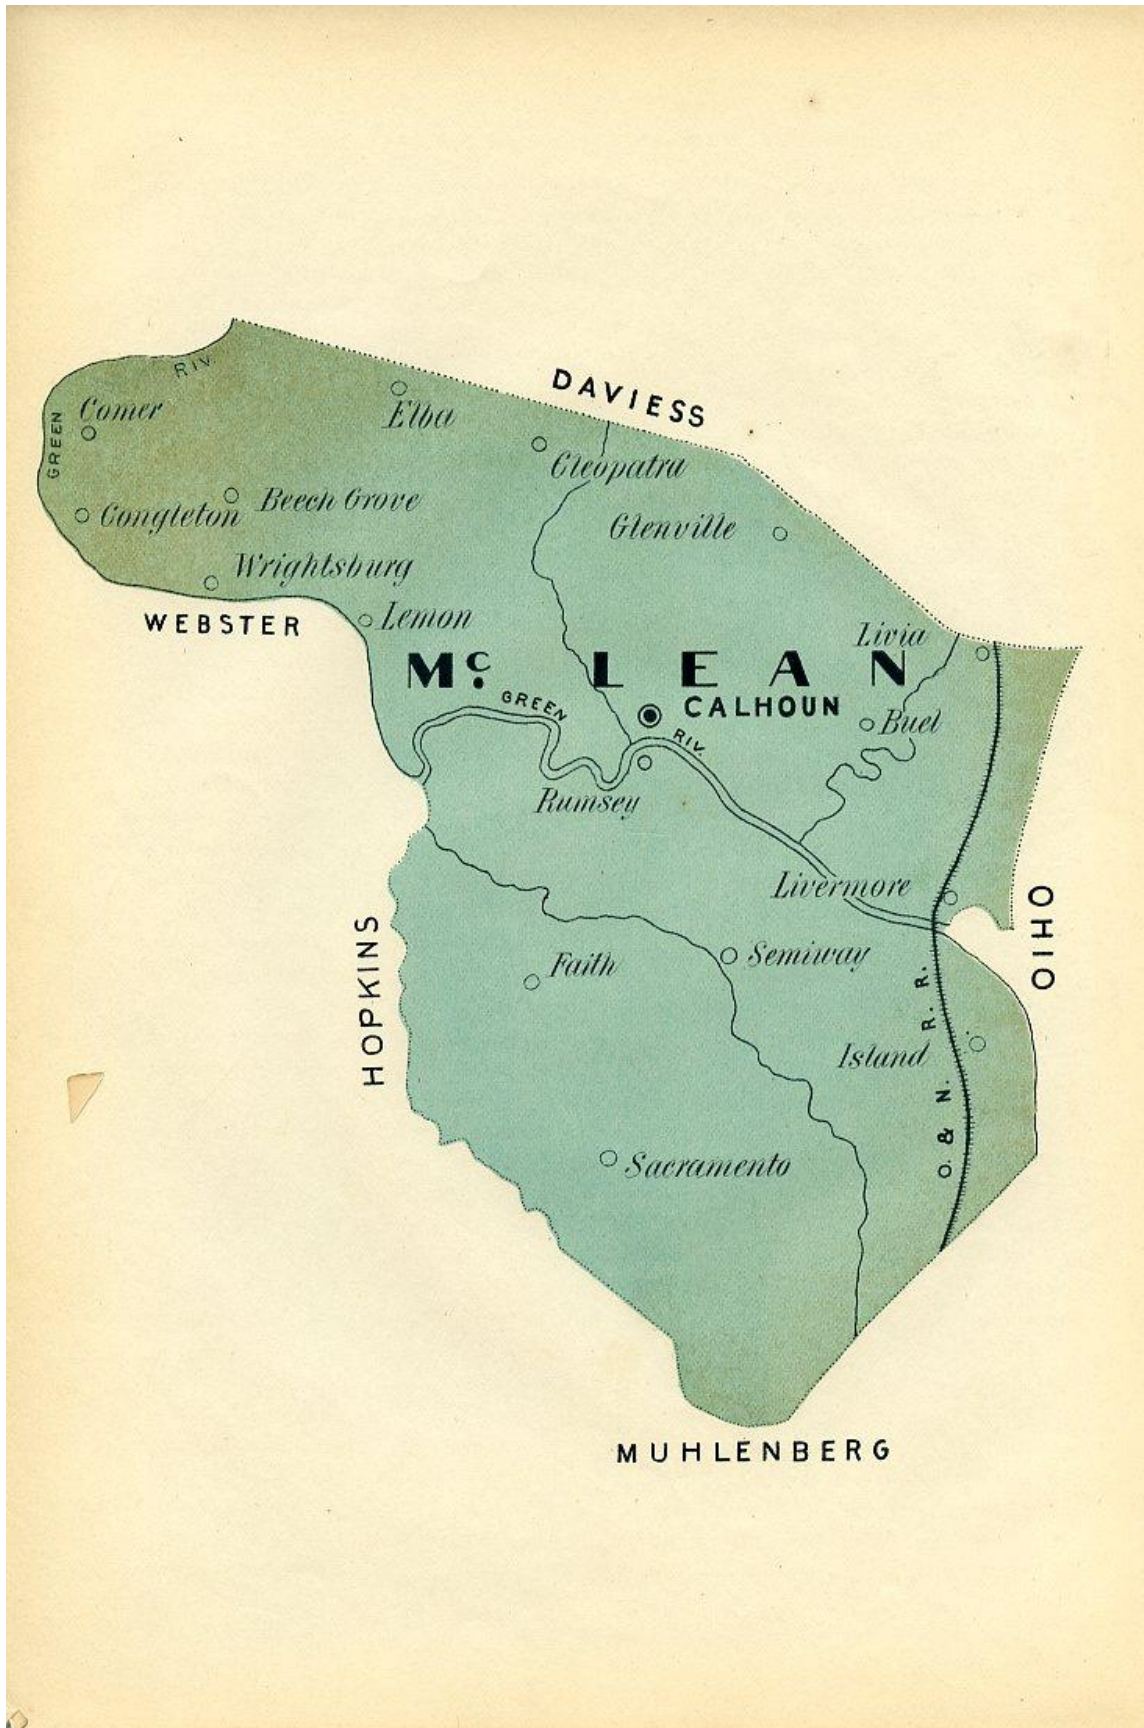 DAVIESS
RIV.
GREEN
Comer
Elba
Cleopatra
Beech Grove
Congleton
Glenville
Wrightsburg
WEBSTER
Lemon
Livia
Mc. LEAN
GREEN
RIV.
CALHOUN
Buel
Rumsey
Livermore
OHIO
HOPKINS
Faith
Semiway
Island
O. & N. R. R.
Sacramento
MUHLENBERG